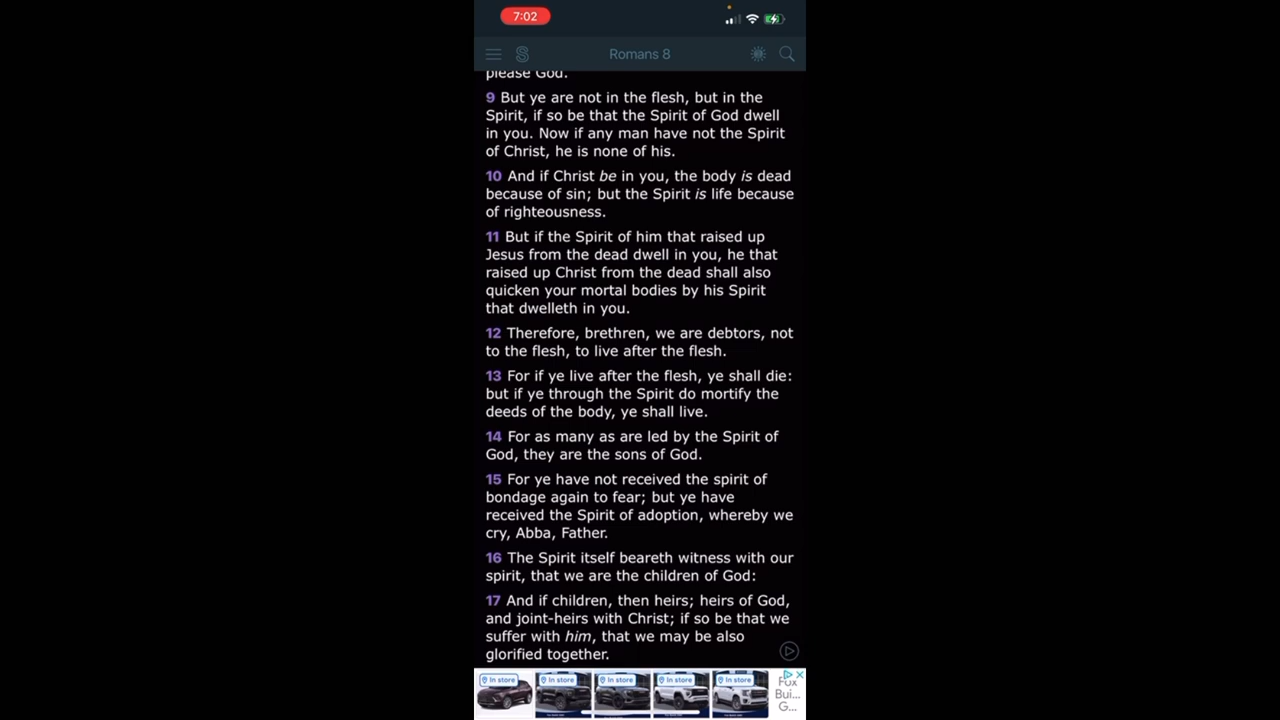 7:02
Romans 8
please God.
9 But ye are not in the flesh, but in the
Spirit, if so be that the Spirit of God dwell
in you. Now if any man have not the Spirit
of Christ, he is none of his.
10 And if Christ be in you, the body is dead
because of sin; but the Spirit is life because
of righteousness.
11 But if the Spirit of him that raised up
Jesus from the dead dwell in you, he that
raised up Christ from the dead shall also
quicken your mortal bodies by his Spirit
that dwelleth in you.
12 Therefore, brethren, we are debtors, not
to the flesh, to live after the flesh.
13 For if ye live after the flesh, ye shall die:
but if ye through the Spirit do mortify the
deeds of the body, ye shall live.
14 For as many as are led by the Spirit of
God, they are the sons of God.
15 For ye have not received the spirit of
bondage again to fear; but ye have
received the Spirit of adoption, whereby we
cry, Abba, Father.
16 The Spirit itself beareth witness with our
spirit, that we are the children of God:
17 And if children, then heirs; heirs of God,
and joint-heirs with Christ; if so be that we
suffer with him, that we may be also
glorified together.
In store In store In store In store In store
Fox
Bui...
G...